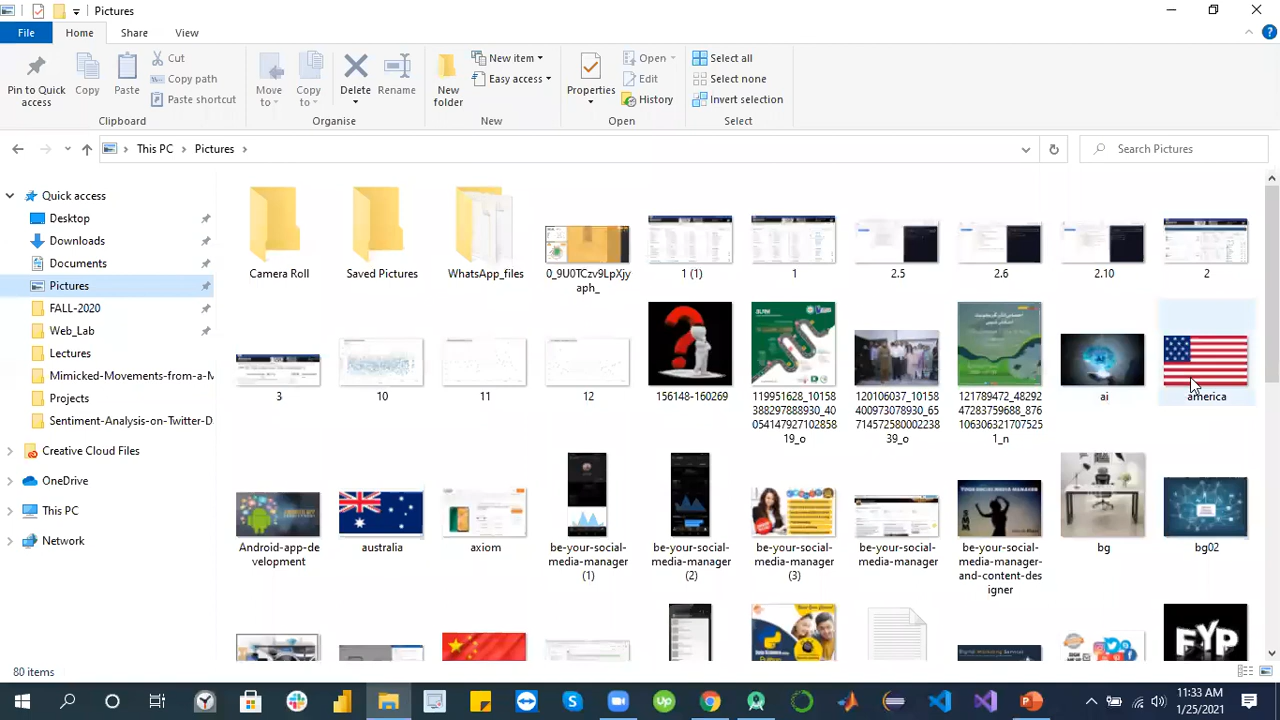 Pictures
File Home Share View
Pin to Quick access
Copy
Paste
Cut
Copy path
Paste shortcut
Clipboard
Move to
Copy to
Delete
Rename
Organise
New folder
New item
Easy access
New
Properties
Open
Edit
History
Open
Select all
Select none
Invert selection
Select
This PC Pictures
Search Pictures
Quick access
Desktop
Downloads
Documents
Pictures
FALL-2020
Web Lab
Lectures
Mimicked-Movements-from-a-
Projects
Sentiment-Analysis-on-Twitter-D
Creative Cloud Files
OneDrive
This PC
Network
Camera Roll
Saved Pictures
WhatsApp_files
0_9U0TCzv9LpXjy
aph_
1 (1)
1
2.5
2.6
2.10
2
3
10
11
12
156148-160269
119951628_10158
388297888930_40
05414792710285​8
19_o
120106037_10158
400973078930_65
71457258000​2238
39_o
121789472_48292
47283759688_876
10630632170​7525
1_n
ai
america
Android-app-de
velopment
australia
axiom
be-your-social-
media-manager
(1)
be-your-social-
media-manager
(2)
be-your-social-
media-manager
(3)
be-your-social-
media-manager
be-your-social-
media-manager-
and-content-des
igner
bg
bg02
FYP
80 items
11:33 AM
1/25/2021